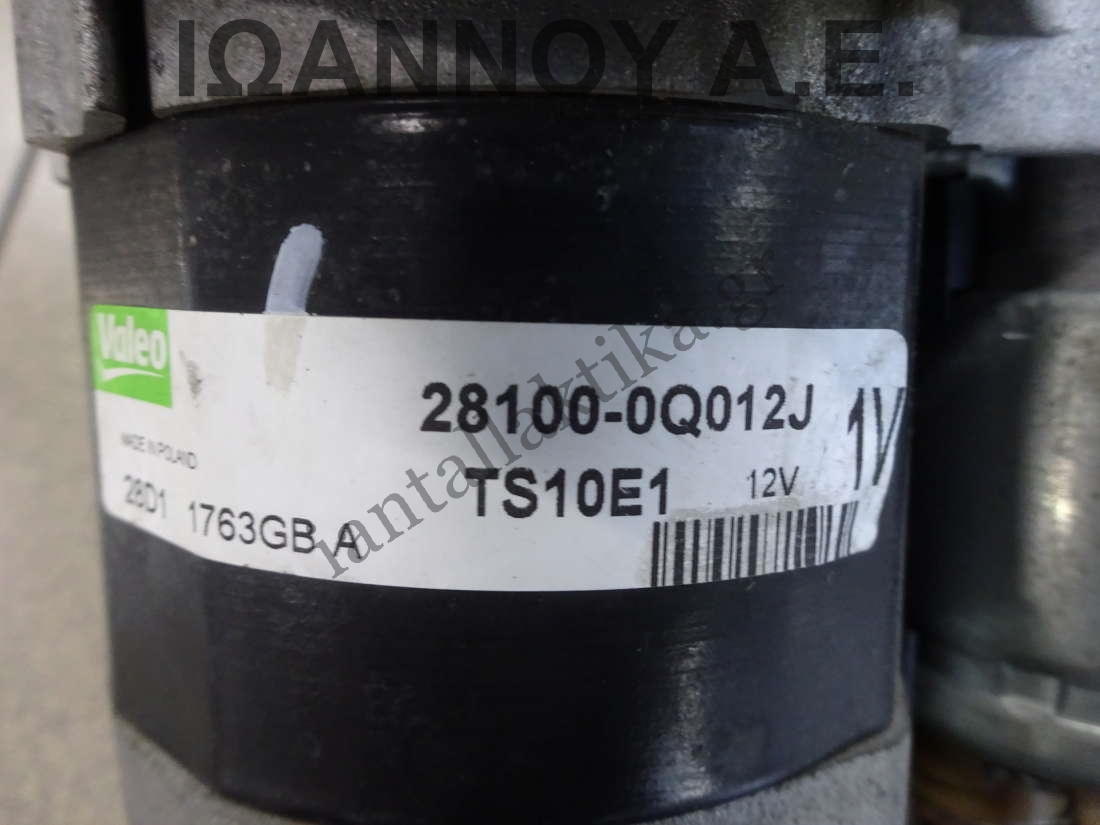 ΙΩΑΝΝΟΥ Α.Ε.
Valeo
28100-0Q012J
1V
MADE IN POLAND
TS10E1 12V
28D1 1763GB A
iantallaktika.gr